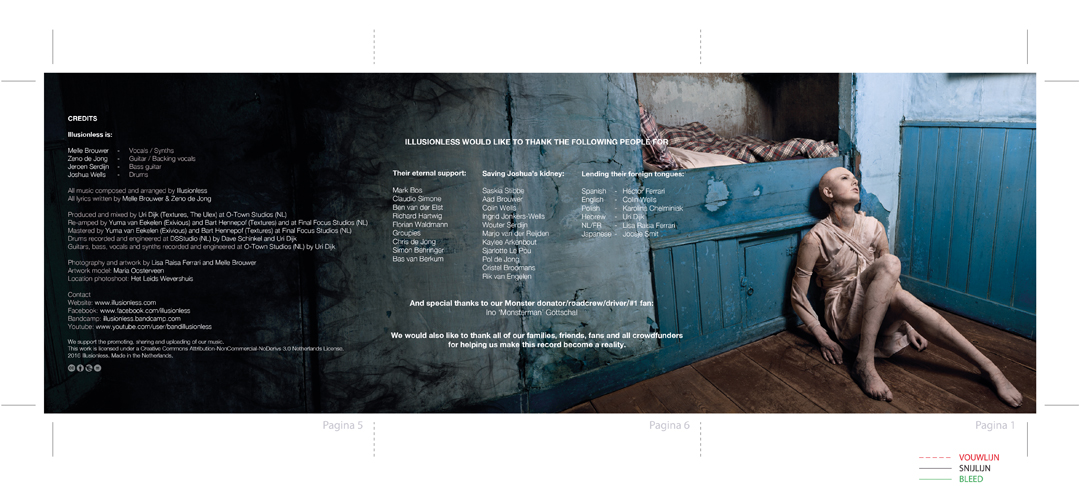 CREDITS
Illusionless is:
Melle Brouwer - Vocals / Synths
Zeno de Jong - Guitar / Backing vocals
Jeroen Serdijn - Bass guitar
Joshua Wells - Drums
All music composed and arranged by Illusionless
All lyrics written by Melle Brouwer & Zeno de Jong
Produced and mixed by Uri Dijk (Textures, The Ulex) at O-Town Studios (NL)
Re-amped by Yuma van Eekelen (Exivious) and Bart Hennepof (Textures) and at Final Focus Studios (NL)
Mastered by Yuma van Eekelen (Exivious) and Bart Hennepof (Textures) at Final Focus Studios (NL)
Drums recorded and engineered at DSStudio (NL) by Dave Schinkel and Uri Dijk
Guitars, bass, vocals and synths recorded and engineered at O-Town Studios (NL) by Uri Dijk
Photography and artwork by Lisa Raisa Ferrari and Melle Brouwer
Artwork model: Maria Oosterveen
Location photoshoot: Het Leids Wevershuis
Contact
Website: www.illusionless.com
Facebook: www.facebook.com/illusionless
Bandcamp: illusionless.bandcamp.com
Youtube: www.youtube.com/user/bandillusionless
We support the promoting, sharing and uploading of our music.
This work is licensed under a Creative Commons Attribution-NonCommercial-NoDerivs 3.0 Netherlands License.
2015 Illusionless. Made in the Netherlands.
ILLUSIONLESS WOULD LIKE TO THANK THE FOLLOWING PEOPLE FOR
Their eternal support:
Mark Bos
Claudio Simone
Ben van der Elst
Richard Hartwig
Florian Waldmann
Groupies
Chris de Jong
Simon Behringer
Bas van Berkum
Saving Joshua's kidney:
Saskia Stibbe
Aad Brouwer
Colin Wells
Ingrid Jonkers-Wells
Wouter Serdijn
Marjo van der Reijden
Kaylee Arkenbout
Sjanotte Le Pou
Pol de Jong
Cristel Broomans
Rik van Engelen
Lending their foreign tongues:
Spanish - Héctor Ferrari
English - Colin Wells
Polish - Karolina Chelminiak
Hebrew - Uri Dijk
NL/FR - Lisa Raisa Ferrari
Japanese - Joosje Smit
And special thanks to our Monster donator/roadcrew/driver/#1 fan:
Ino 'Monsterman' Gottschal
We would also like to thank all of our families, friends, fans and all crowdfunders
for helping us make this record become a reality.
Pagina 5
Pagina 6
Pagina 1
VOUWLIJN
SNIJLIJN
BLEED